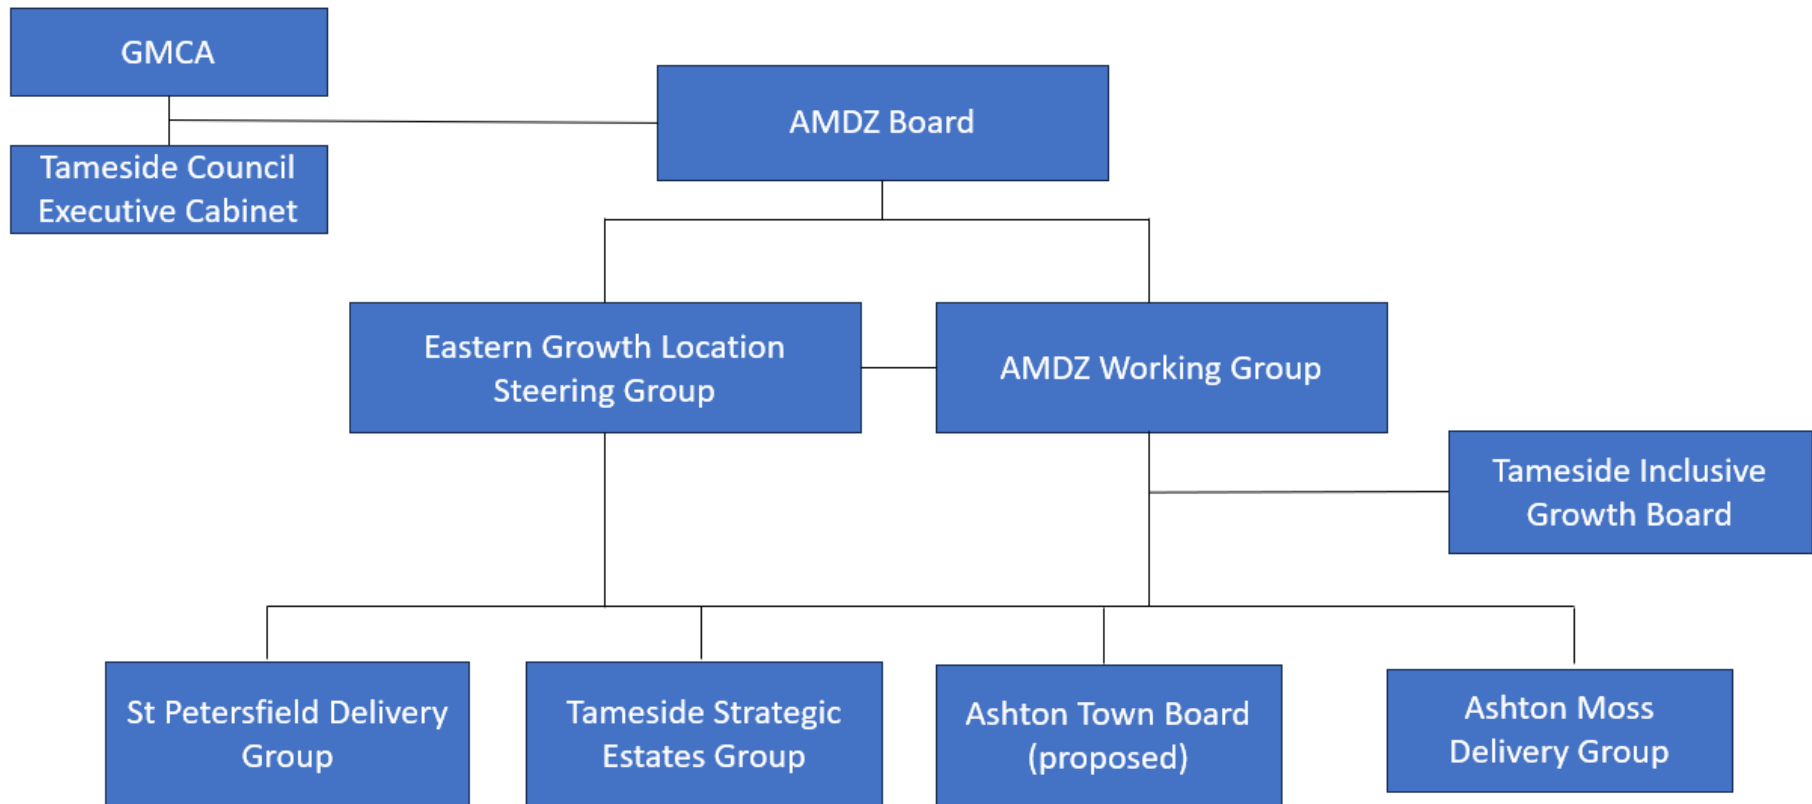 GMCA
AMDZ Board
Tameside Council
Executive Cabinet
Eastern Growth Location
Steering Group
AMDZ Working Group
Tameside Inclusive
Growth Board
St Petersfield Delivery
Group
Tameside Strategic
Estates Group
Ashton Town Board
(proposed)
Ashton Moss
Delivery Group